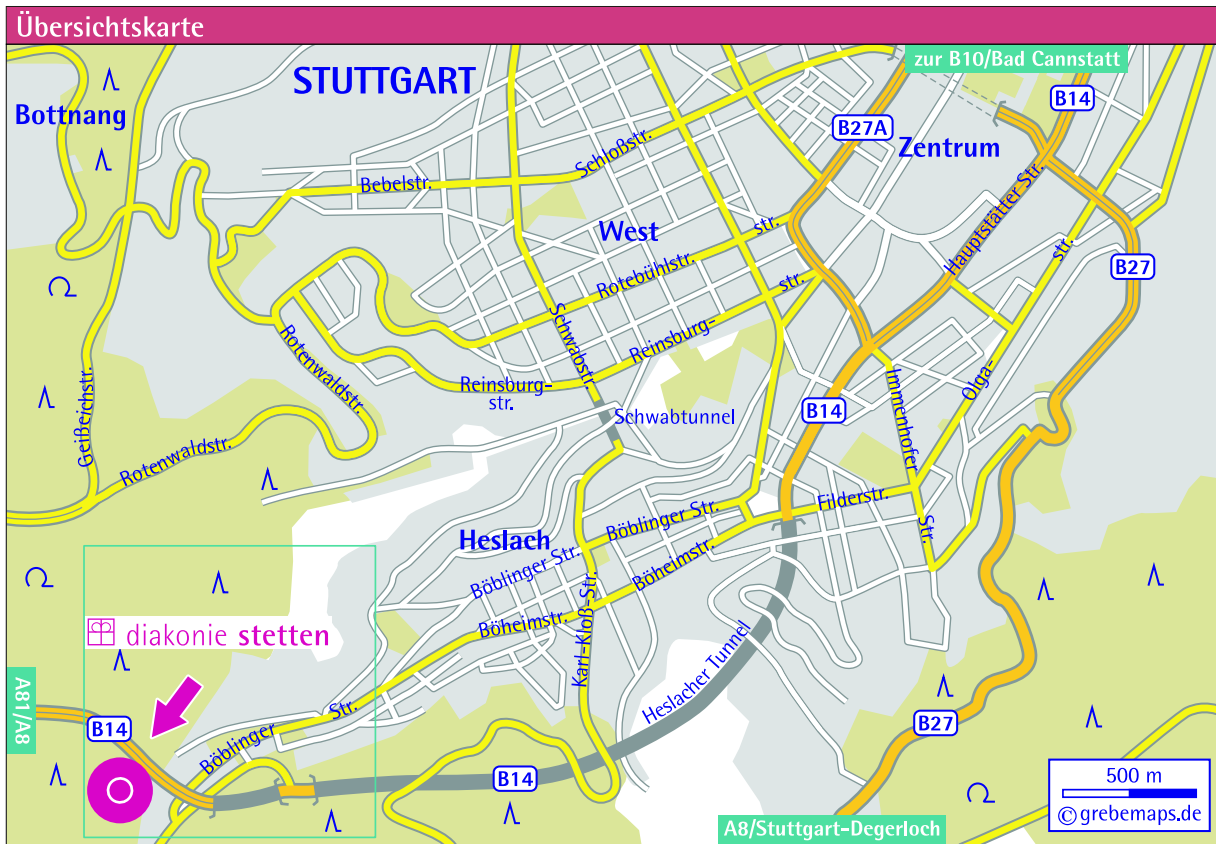 Übersichtskarte
STUTTGART
Bottnang
zur B10/Bad Cannstatt
B14
B27A
Zentrum
Schloßstr.
Bebelstr.
West
Hauptstätter Str.
str.
str.
B27
Rotebühlstr.
str.
Schwabstr.
Reinsburg-
Rotenwaldstr.
Reinsburg-
str.
Geißeichstr.
Rotenwaldstr.
Schwabtunnel
B14
Immenhofer
Str.
Olga-
Filderstr.
Heslach
Böblinger Str.
Böblinger Str.
Böheimstr.
Böheimstr.
Karl-Kloß-Str.
Heslacher Tunnel
diakonie stetten
A81/A8
B14
Böblinger
Str.
B14
B27
500 m
© grebemaps.de
A8/Stuttgart-Degerloch